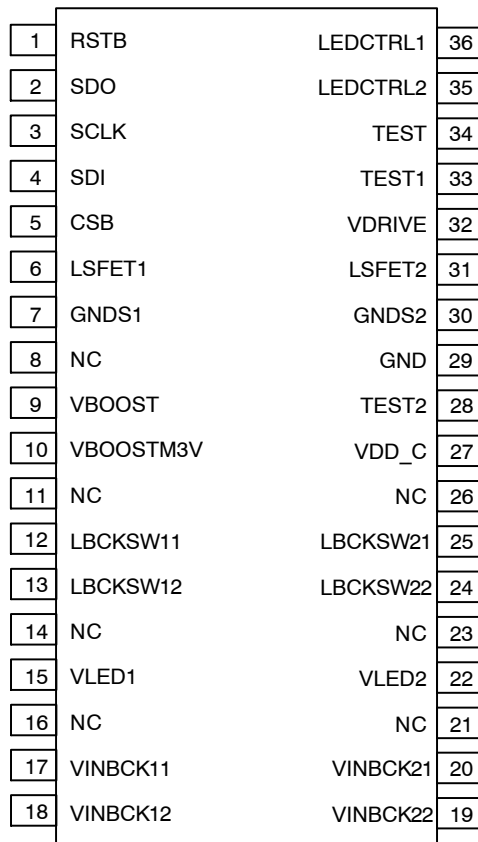 1 RSTB LEDCTRL1 36
2 SDO LEDCTRL2 35
3 SCLK TEST 34
4 SDI TEST1 33
5 CSB VDRIVE 32
6 LSFET1 LSFET2 31
7 GNDS1 GNDS2 30
8 NC GND 29
9 VBOOST TEST2 28
10 VBOOSTM3V VDD_C 27
11 NC NC 26
12 LBCKSW11 LBCKSW21 25
13 LBCKSW12 LBCKSW22 24
14 NC NC 23
15 VLED1 VLED2 22
16 NC NC 21
17 VINBCK11 VINBCK21 20
18 VINBCK12 VINBCK22 19